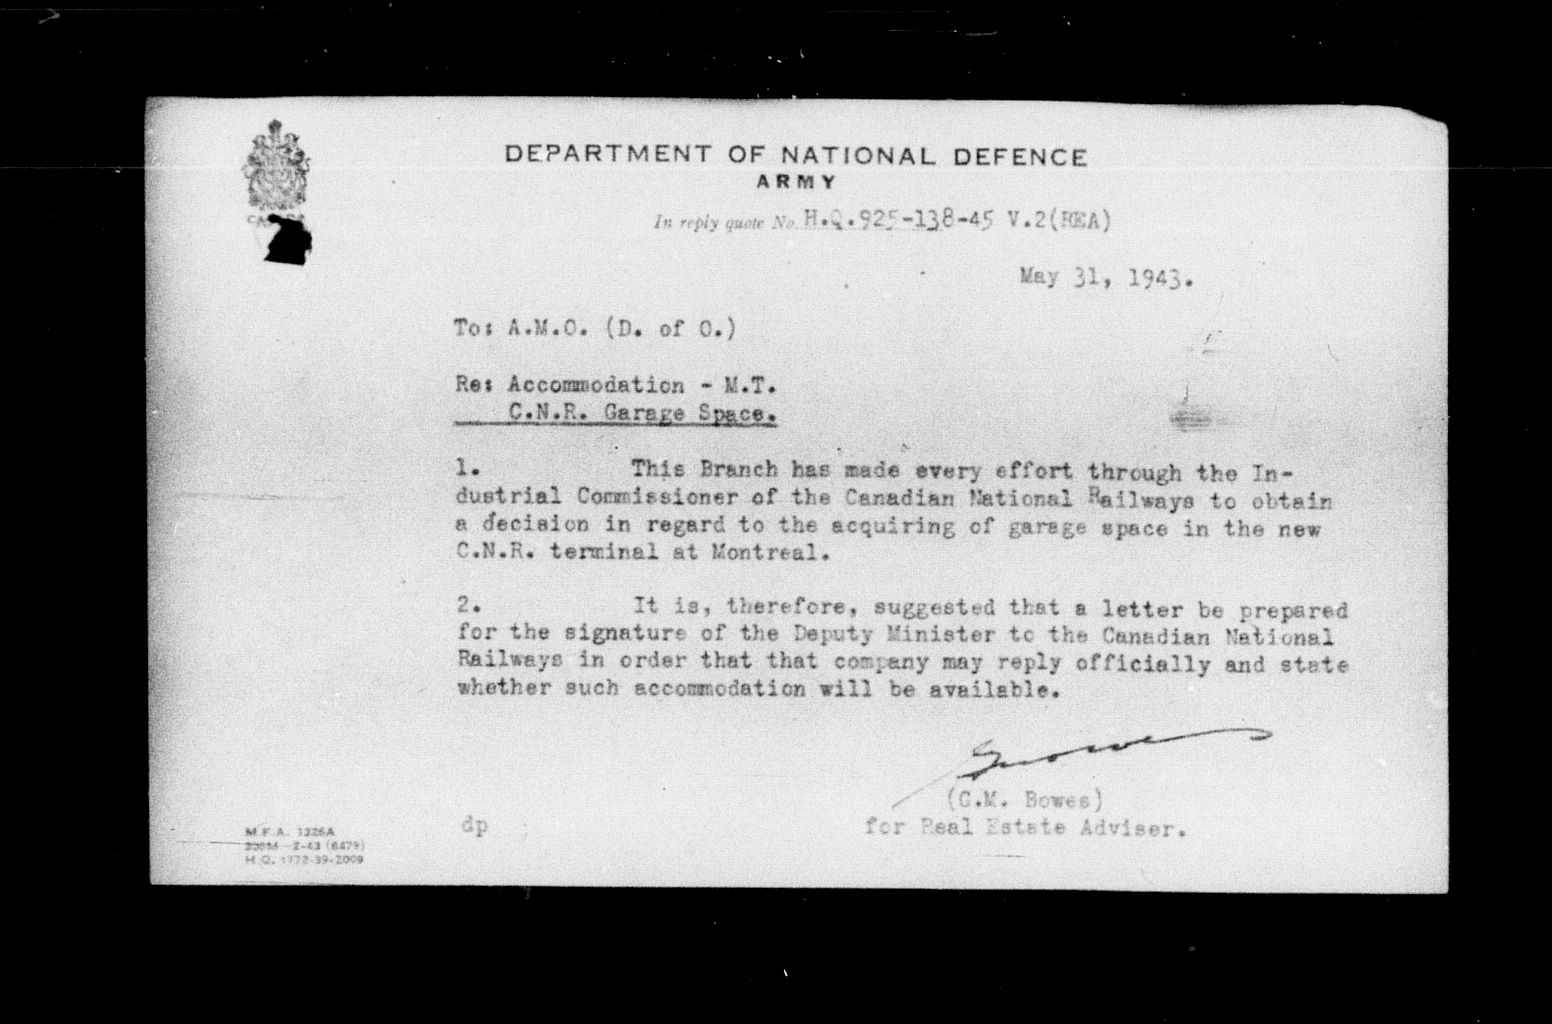 DEPARTMENT OF NATIONAL DEFENCE
ARMY
In reply quote No. H.Q.925-138-45 V.2(REA)
May 31, 1943.
To: A.M.O. (D. of O.)
Re: Accommodation - M.T.
C.N.R. Garage Space.
1. This Branch has made every effort through the In-
dustrial Commissioner of the Canadian National Railways to obtain
a decision in regard to the acquiring of garage space in the new
C.N.R. terminal at Montreal.
2. It is, therefore, suggested that a letter be prepared
for the signature of the Deputy Minister to the Canadian National
Railways in order that that company may reply officially and state
whether such accommodation will be available.
Bowes
(C.M. Bowes)
for Real Estate Adviser.
dp
M.F.A. 1326A
2-43 (8479)
H.Q. 1772-39-2009